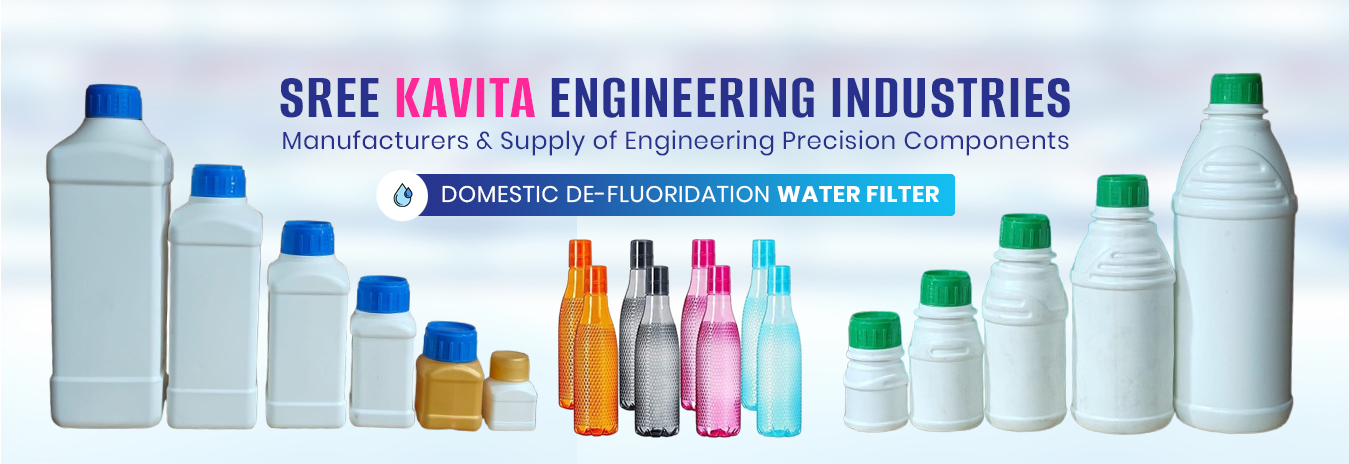 SREE KAVITA ENGINEERING INDUSTRIES
Manufacturers & Supply of Engineering Precision Components
DOMESTIC DE-FLUORIDATION WATER FILTER